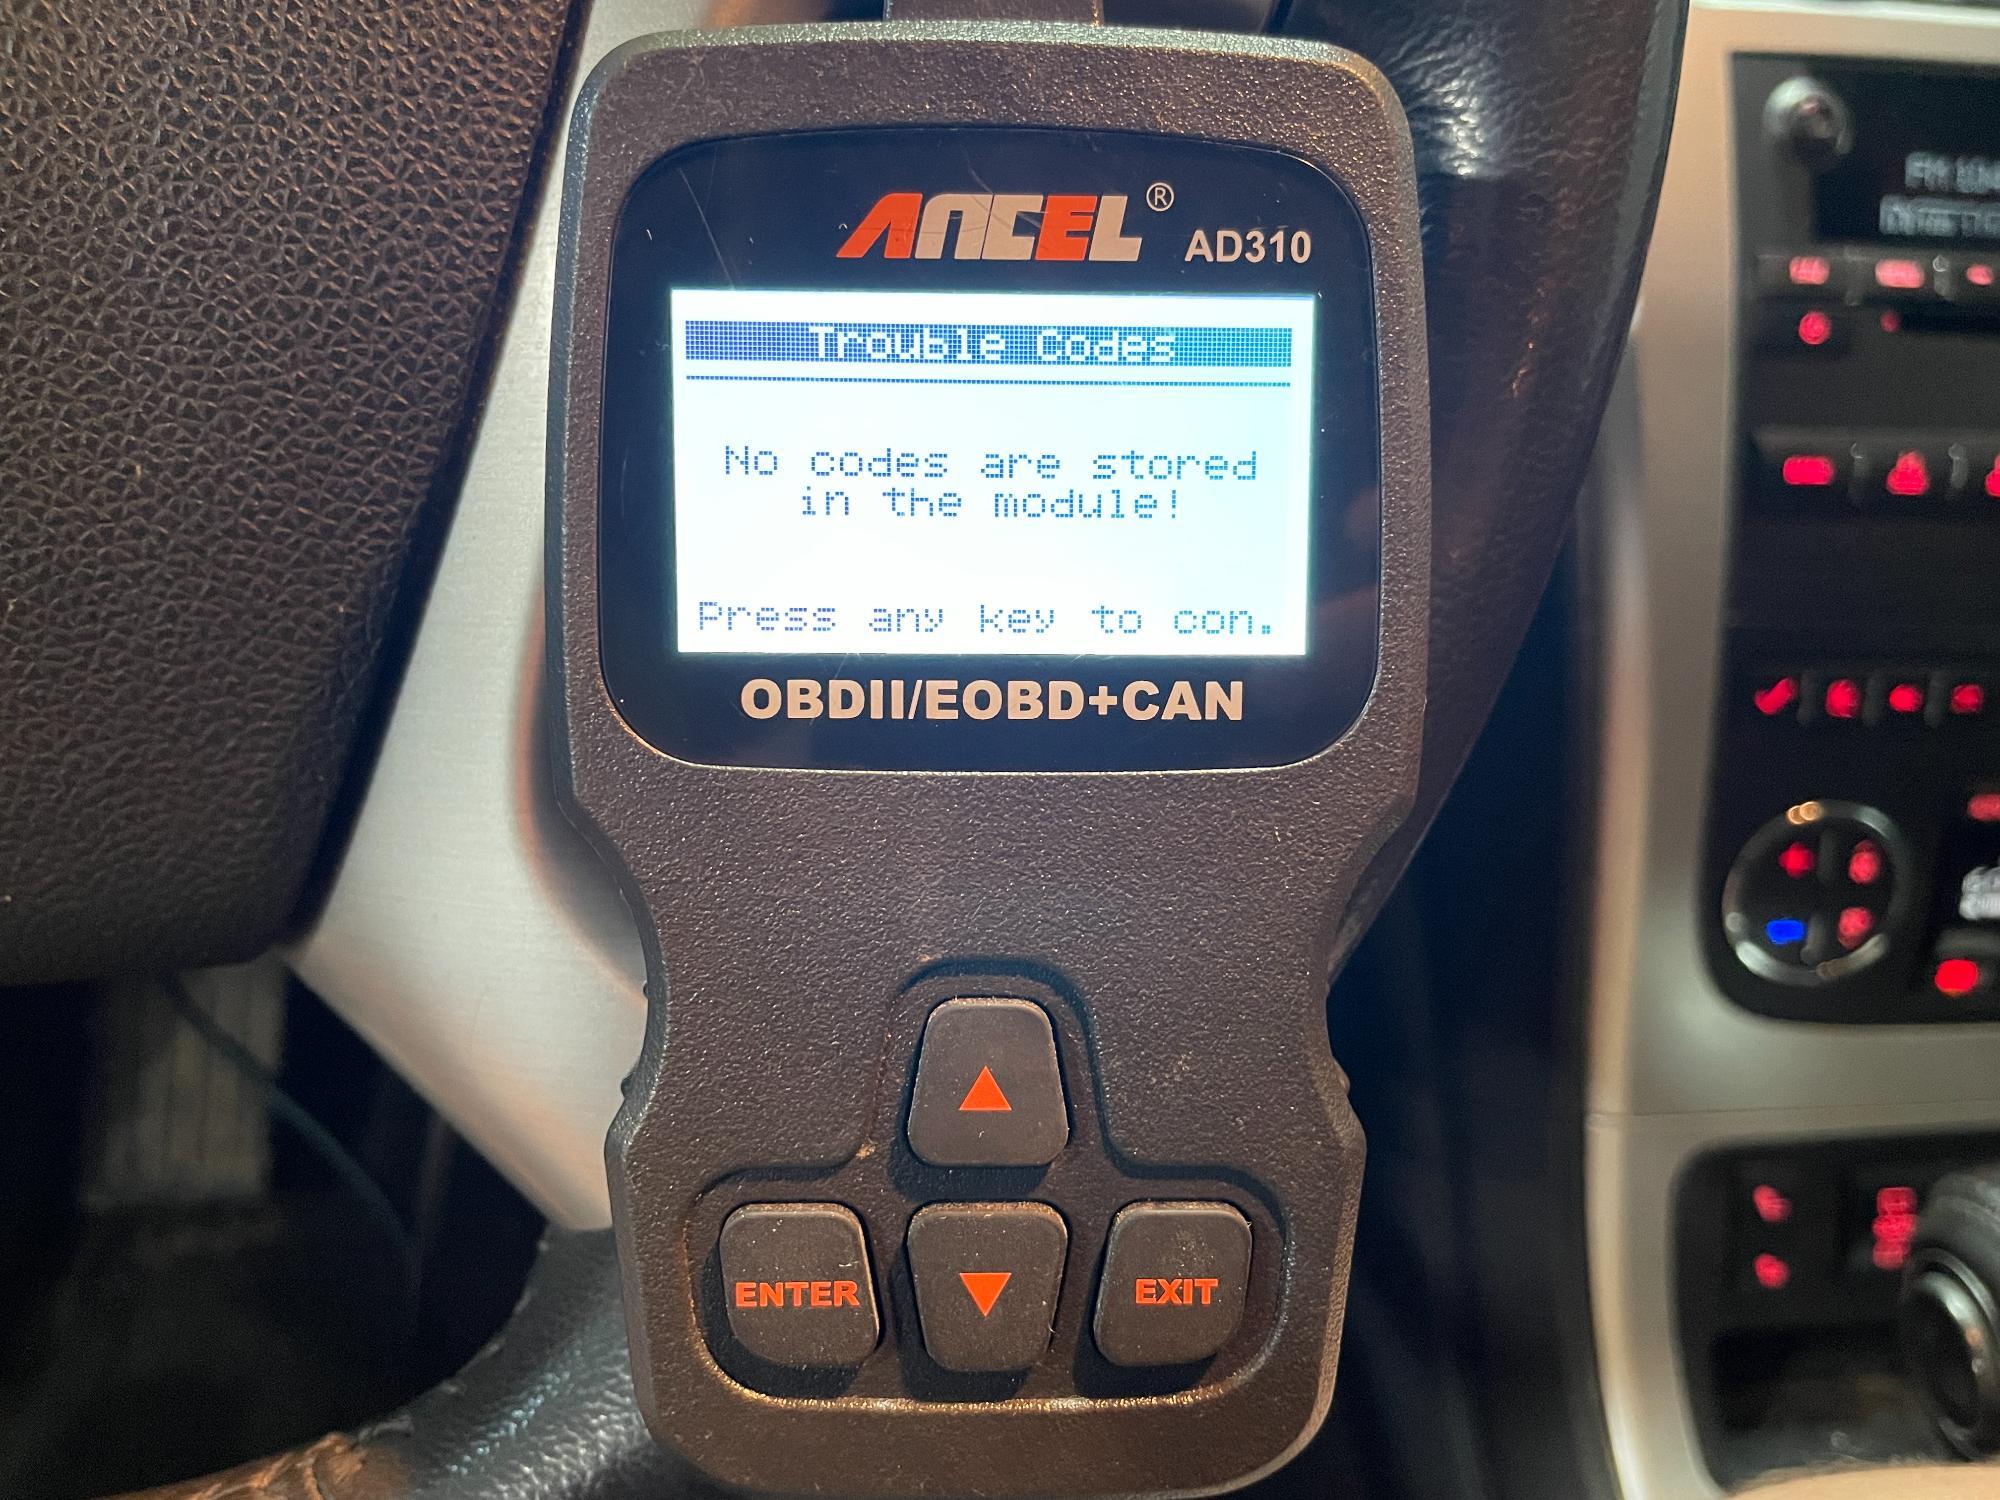 ANCEL® AD310
Trouble Codes
No codes are stored
in the module!
Press any key to con.
OBDII/EOBD+CAN
ENTER
EXIT